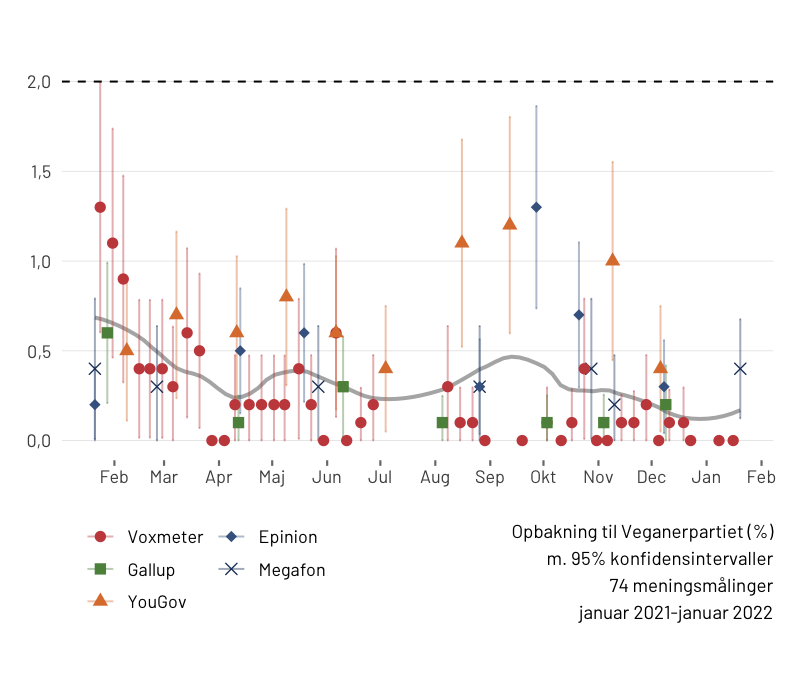 2,0
1,5
1,0
0,5
0,0
Feb Mar Apr Maj Jun Jul Aug Sep Okt Nov Dec Jan Feb
Voxmeter
Epinion
Gallup
Megafon
YouGov
Opbakning til Veganerpartiet (%)
m. 95% konfidensintervaller
74 meningsmålinger
januar 2021-januar 2022